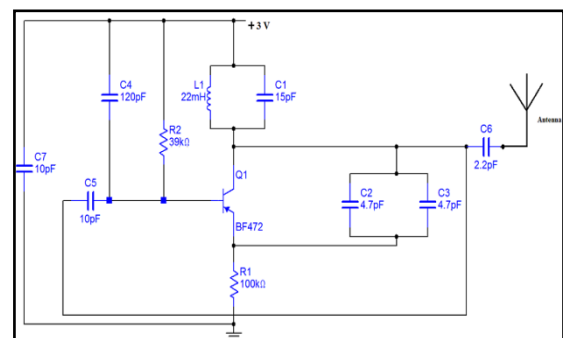 +3 V
C4
120pF
L1
22mH
C1
15pF
R2
39kΩ
C7
10pF
C5
10pF
Q1
BF472
C2
4.7pF
C3
4.7pF
C6
2.2pF
Antenna
R1
100kΩ